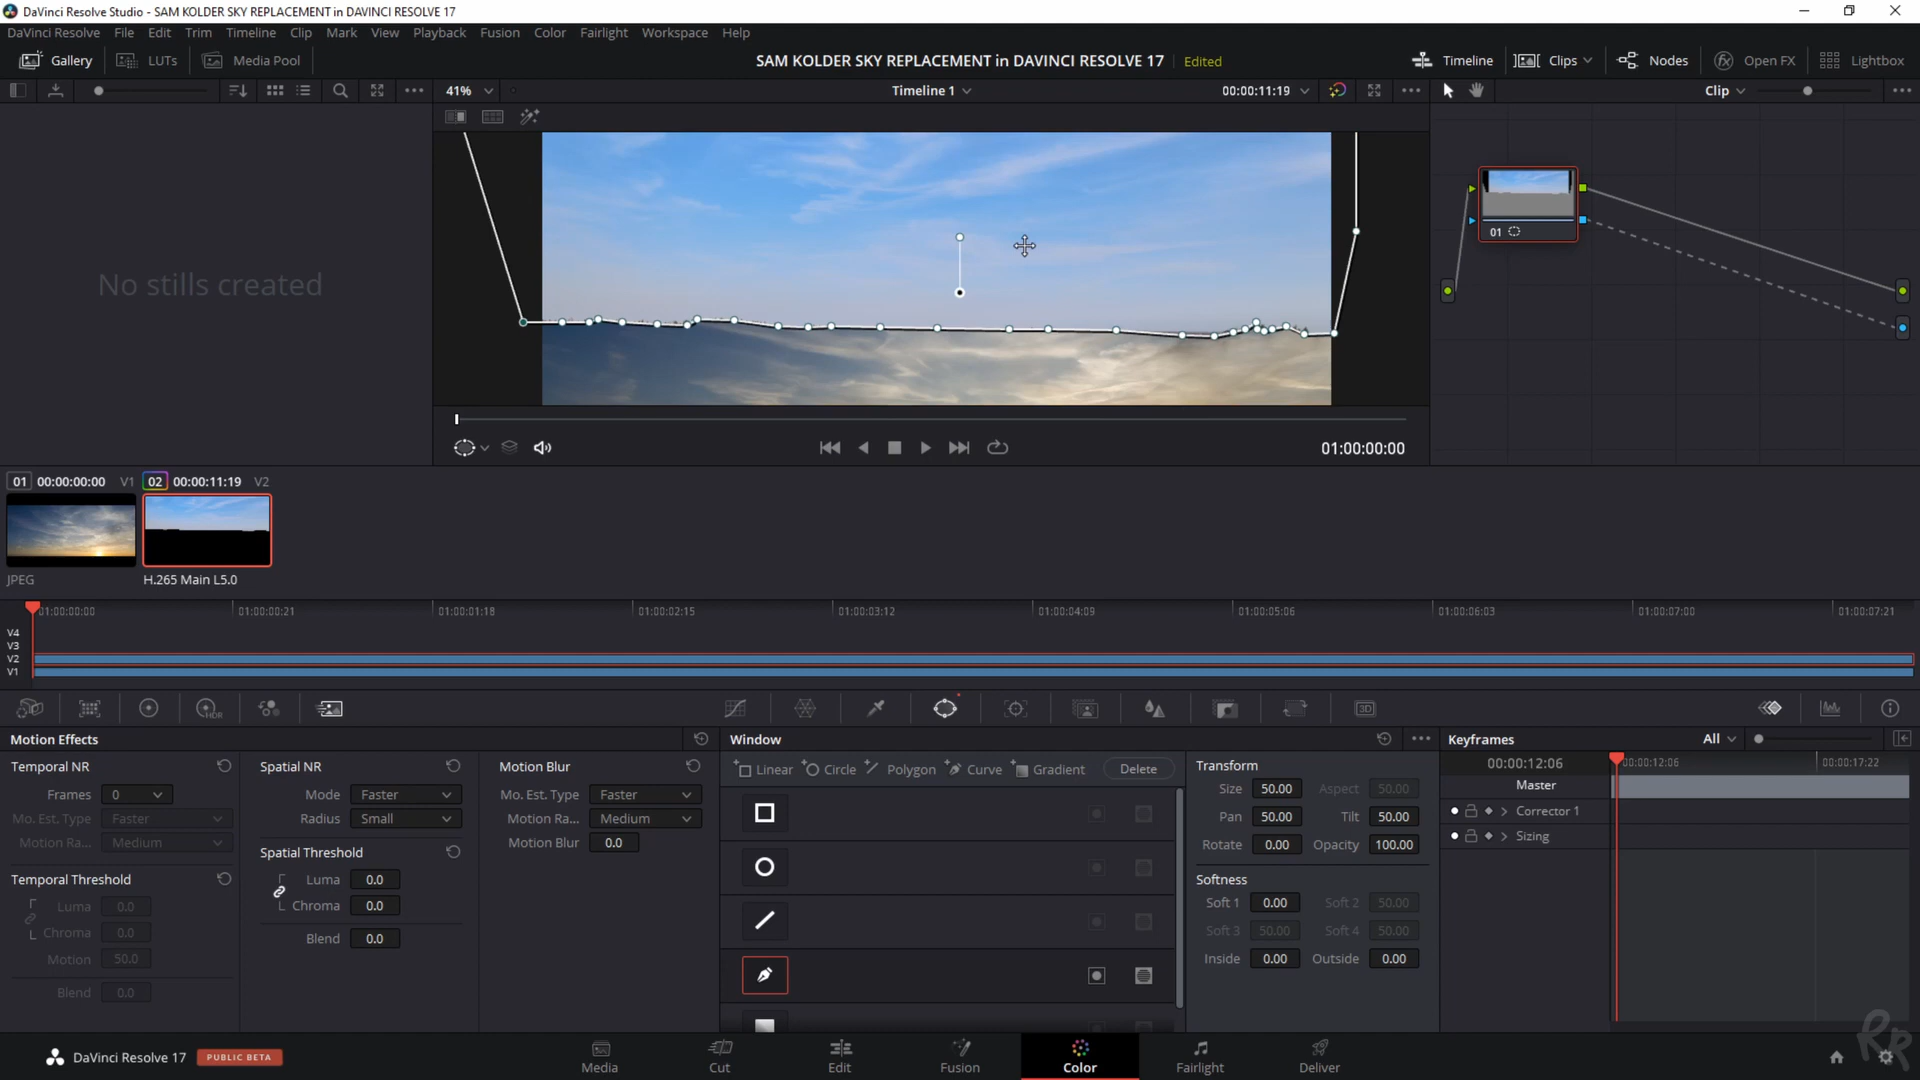 DaVinci Resolve Studio - SAM KOLDER SKY REPLACEMENT in DAVINCI RESOLVE 17
DaVinci Resolve File Edit Trim Timeline Clip Mark View Playback Fusion Color Fairlight Workspace Help
Gallery LUTs Media Pool SAM KOLDER SKY REPLACEMENT in DAVINCI RESOLVE 17 Edited Timeline Clips Nodes Open FX Lightbox
41% Timeline 1 00:00:11:19 Clip
No stills created
01
01:00:00:00
01 00:00:00:00 V1 02 00:00:11:19 V2
JPEG H.265 Main L5.0
01:00:00:00 01:00:00:21 01:00:01:18 01:00:02:15 01:00:03:12 01:00:04:09 01:00:05:06 01:00:06:03 01:00:07:00 01:00:07:21
V4
V3
V2
V1
HDR 3D
Motion Effects
Temporal NR
Frames 0
Mo. Est. Type Faster
Motion Ra... Medium
Temporal Threshold
Luma 0.0
Chroma 0.0
Motion 50.0
Blend 0.0
Spatial NR
Mode Faster
Radius Small
Spatial Threshold
Luma 0.0
Chroma 0.0
Blend 0.0
Motion Blur
Mo. Est. Type Faster
Motion Ra... Medium
Motion Blur 0.0
Window
Linear Circle Polygon Curve Gradient Delete
Transform
Size 50.00 Aspect 50.00
Pan 50.00 Tilt 50.00
Rotate 0.00 Opacity 100.00
Softness
Soft 1 0.00 Soft 2 50.00
Soft 3 50.00 Soft 4 50.00
Inside 0.00 Outside 0.00
Keyframes All
00:00:12:06 00:00:12:06 00:00:17:22
Master
Corrector 1
Sizing
DaVinci Resolve 17 PUBLIC BETA
Media Cut Edit Fusion Color Fairlight Deliver
RR